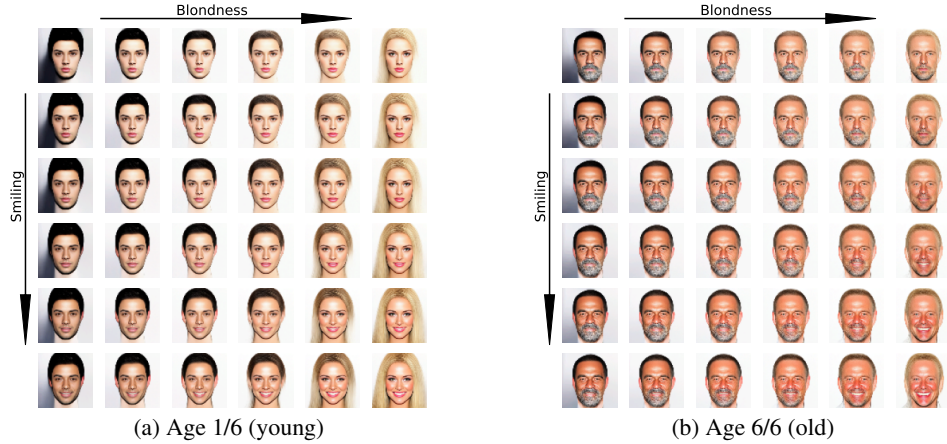 Blondness
Smiling
(a) Age 1/6 (young)
Blondness
Smiling
(b) Age 6/6 (old)